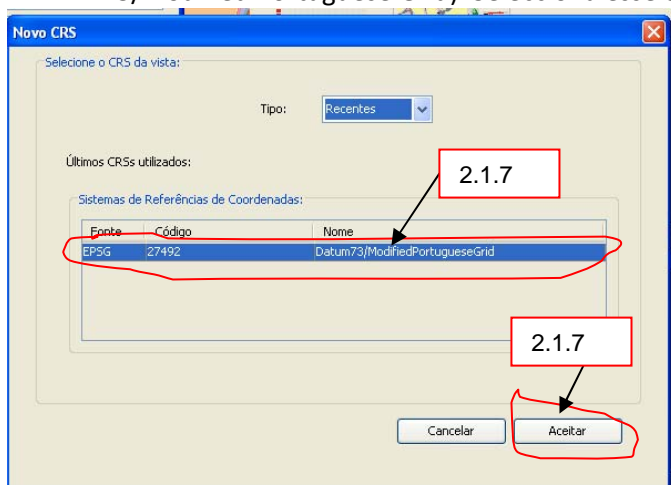 Novo CRS
Selecione o CRS da vista:
Tipo: Recentes
Últimos CRSs utilizados:
2.1.7
Sistemas de Referências de Coordenadas:
Fonte Código Nome
EPSG 27492 Datum73/ModifiedPortugueseGrid
2.1.7
Cancelar Aceitar